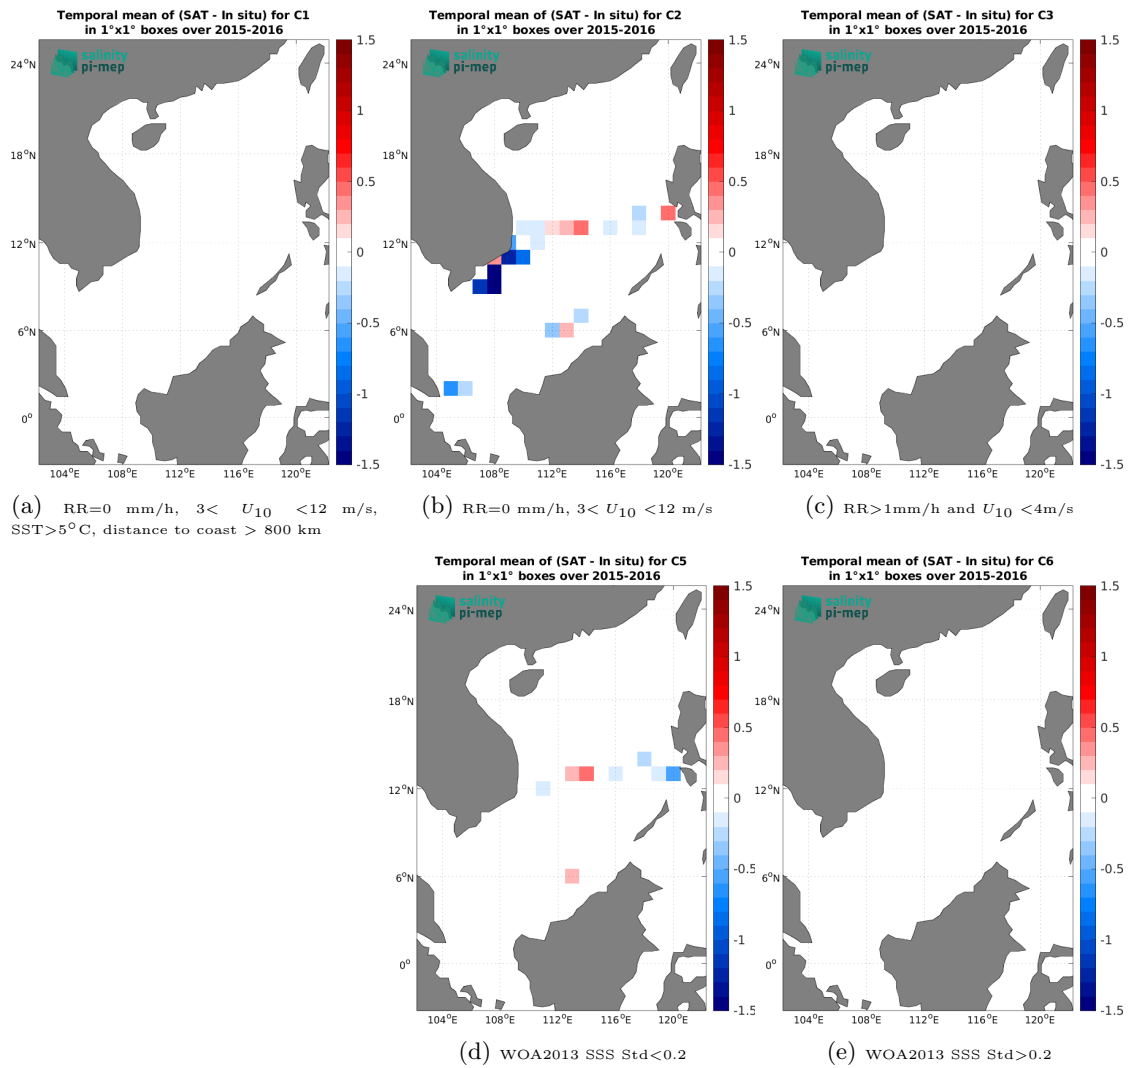 Temporal mean of (SAT - In situ) for C1
in 1°x1° boxes over 2015-2016
salinity
pi-mep
24°N
18°N
12°N
6°N
0°
104°E
108°E
112°E
116°E
120°E
1.5
1
0.5
0
-0.5
-1
-1.5
(a) RR=0 mm/h, 3< U10 <12 m/s,
SST>5°C, distance to coast > 800 km
Temporal mean of (SAT - In situ) for C2
in 1°x1° boxes over 2015-2016
salinity
pi-mep
24°N
18°N
12°N
6°N
0°
104°E
108°E
112°E
116°E
120°E
1.5
1
0.5
0
-0.5
-1
-1.5
(b) RR=0 mm/h, 3< U10 <12 m/s
Temporal mean of (SAT - In situ) for C3
in 1°x1° boxes over 2015-2016
salinity
pi-mep
24°N
18°N
12°N
6°N
0°
104°E
108°E
112°E
116°E
120°E
1.5
1
0.5
0
-0.5
-1
-1.5
(c) RR>1mm/h and U10 <4m/s
Temporal mean of (SAT - In situ) for C5
in 1°x1° boxes over 2015-2016
salinity
pi-mep
24°N
18°N
12°N
6°N
0°
104°E
108°E
112°E
116°E
120°E
1.5
1
0.5
0
-0.5
-1
-1.5
(d) WOA2013 SSS Std<0.2
Temporal mean of (SAT - In situ) for C6
in 1°x1° boxes over 2015-2016
salinity
pi-mep
24°N
18°N
12°N
6°N
0°
104°E
108°E
112°E
116°E
120°E
1.5
1
0.5
0
-0.5
-1
-1.5
(e) WOA2013 SSS Std>0.2